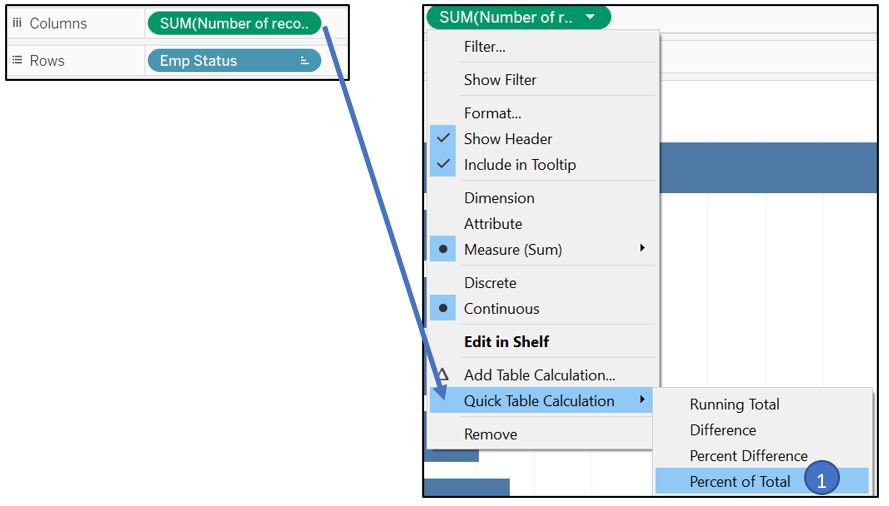 Columns
SUM(Number of reco..
Rows
Emp Status
SUM(Number of r..
Filter...
Show Filter
Format...
Show Header
Include in Tooltip
Dimension
Attribute
Measure (Sum)
Discrete
Continuous
Edit in Shelf
Add Table Calculation...
Quick Table Calculation
Remove
Running Total
Difference
Percent Difference
Percent of Total
1